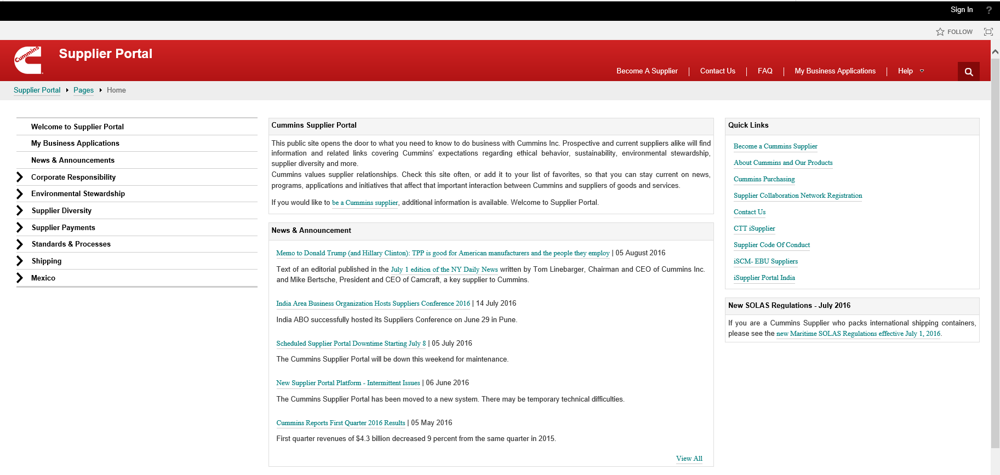 Sign In ?
FOLLOW
Cummins
Supplier Portal
Become A Supplier | Contact Us | FAQ | My Business Applications | Help
Supplier Portal Pages Home
Welcome to Supplier Portal
My Business Applications
News & Announcements
Corporate Responsibility
Environmental Stewardship
Supplier Diversity
Supplier Payments
Standards & Processes
Shipping
Mexico
Cummins Supplier Portal
This public site opens the door to what you need to know to do business with Cummins Inc. Prospective and current suppliers alike will find
information and related links covering Cummins' expectations regarding ethical behavior, sustainability, environmental stewardship,
supplier diversity and more.
Cummins values supplier relationships. Check this site often, or add it to your list of favorites, so that you can stay current on news,
programs, applications and initiatives that affect that important interaction between Cummins and suppliers of goods and services.
If you would like to be a Cummins supplier, additional information is available. Welcome to Supplier Portal.
News & Announcement
Memo to Donald Trump (and Hillary Clinton): TPP is good for American manufacturers and the people they employ | 05 August 2016
Text of an editorial published in the July 1 edition of the NY Daily News written by Tom Linebarger, Chairman and CEO of Cummins Inc.
and Mike Bertsche, President and CEO of Camcraft, a key supplier to Cummins.
India Area Business Organization Hosts Suppliers Conference 2016 | 14 July 2016
India ABO successfully hosted its Suppliers Conference on June 29 in Pune.
Scheduled Supplier Portal Downtime Starting July 8 | 05 July 2016
The Cummins Supplier Portal will be down this weekend for maintenance.
New Supplier Portal Platform - Intermittent Issues | 06 June 2016
The Cummins Supplier Portal has been moved to a new system. There may be temporary technical difficulties.
Cummins Reports First Quarter 2016 Results | 05 May 2016
First quarter revenues of $4.3 billion decreased 9 percent from the same quarter in 2015.
View All
Quick Links
Become a Cummins Supplier
About Cummins and Our Products
Cummins Purchasing
Supplier Collaboration Network Registration
Contact Us
CTT iSupplier
Supplier Code Of Conduct
iSCM- EBU Suppliers
iSupplier Portal India
New SOLAS Regulations - July 2016
If you are a Cummins Supplier who packs international shipping containers,
please see the new Maritime SOLAS Regulations effective July 1, 2016.